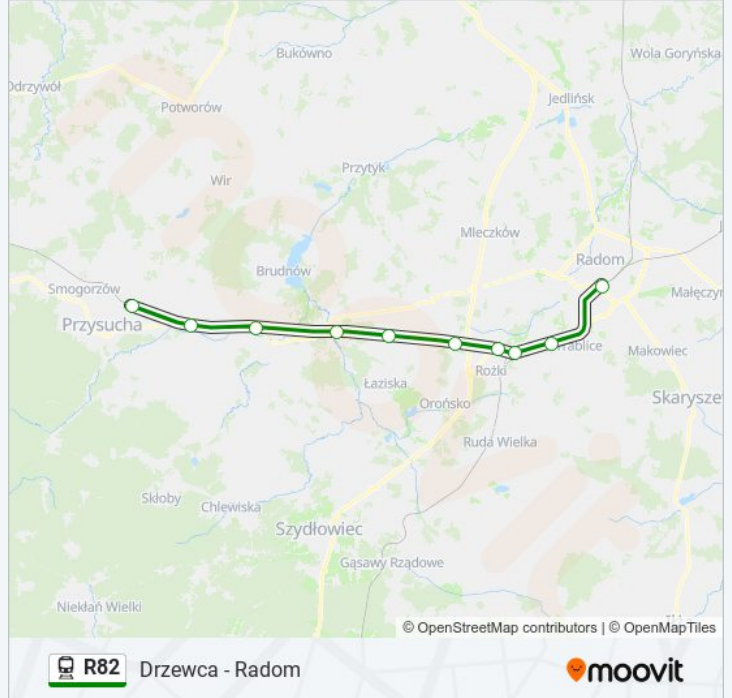 Bukówno
Wola Goryńska
Odrzywół
Jedlińsk
Potworów
Przytyk
Wir
Mleczków
Radom
Brudnów
Smogorzów
Małęczyn
Przysucha
Trablice
Makowiec
Rożki
Łaziska
Skaryszew
Orońsko
Ruda Wielka
Skłoby
Chlewiska
Szydłowiec
Gąsawy Rządowe
Niekłań Wielki
© OpenStreetMap contributors | © OpenMapTiles
R82 Drzewca - Radom
moovit